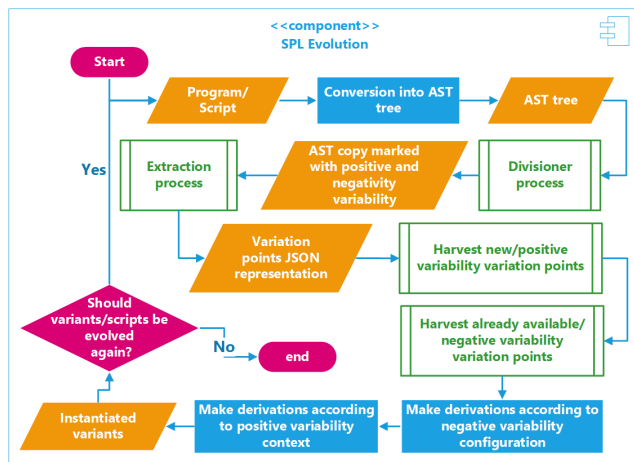 <<component>>
SPL Evolution
Start
Program/
Script
Conversion into AST
tree
AST tree
Yes
Extraction
process
AST copy marked
with positive and
negativity
variability
Divisioner
process
Variation
points JSON
representation
Harvest new/positive
variability variation points
Should
variants/scripts be
evolved
again?
No
end
Harvest already available/
negative variability
variation points
Instantiated
variants
Make derivations according
to positive variability
context
Make derivations according to
negative variability
configuration